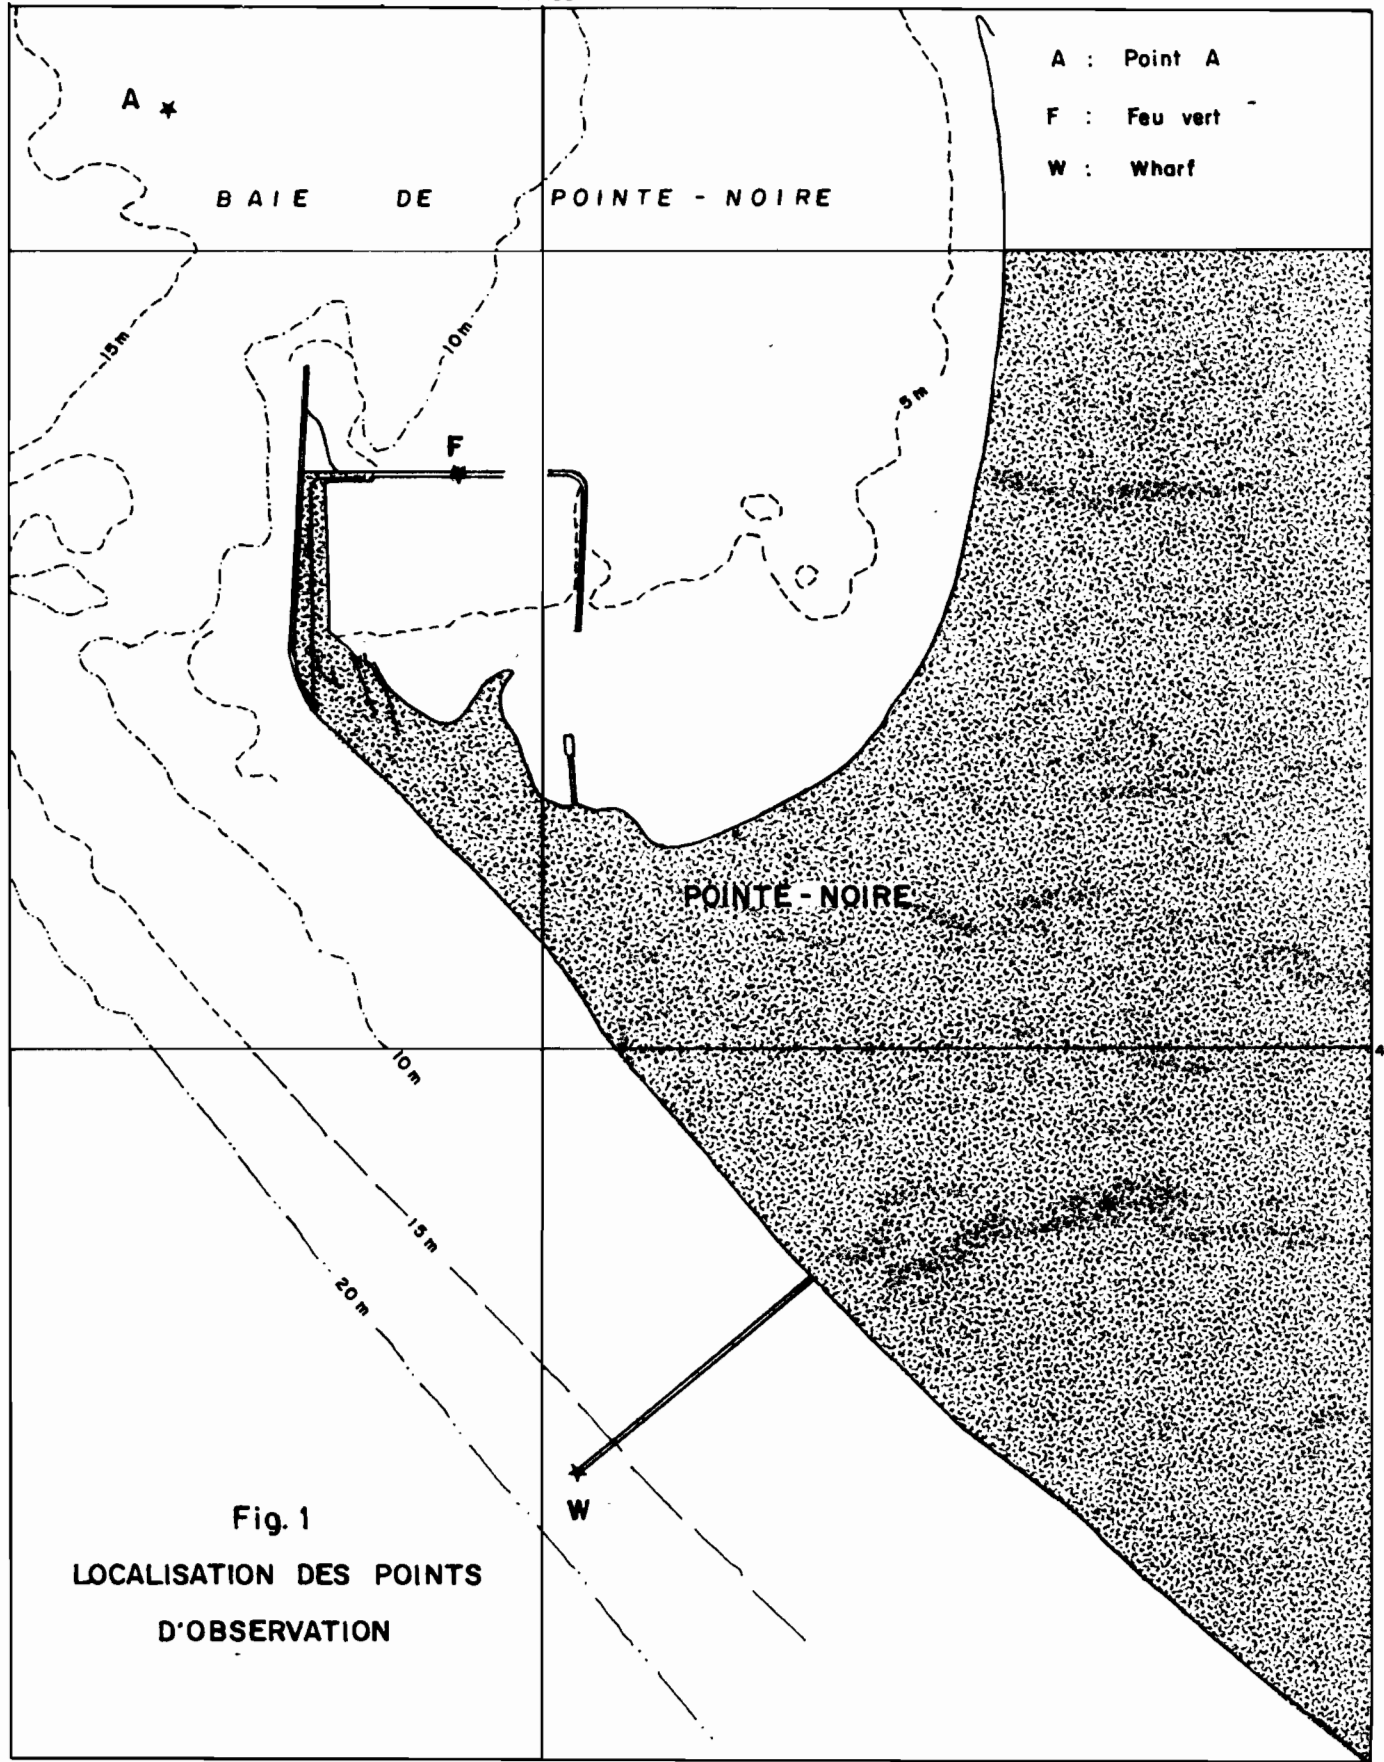 A : Point A
F : Feu vert
W : Wharf
A
BAIE DE POINTE - NOIRE
15m
10m
5m
F
POINTE - NOIRE
4
10m
15m
20m
W
Fig. 1
LOCALISATION DES POINTS
D'OBSERVATION